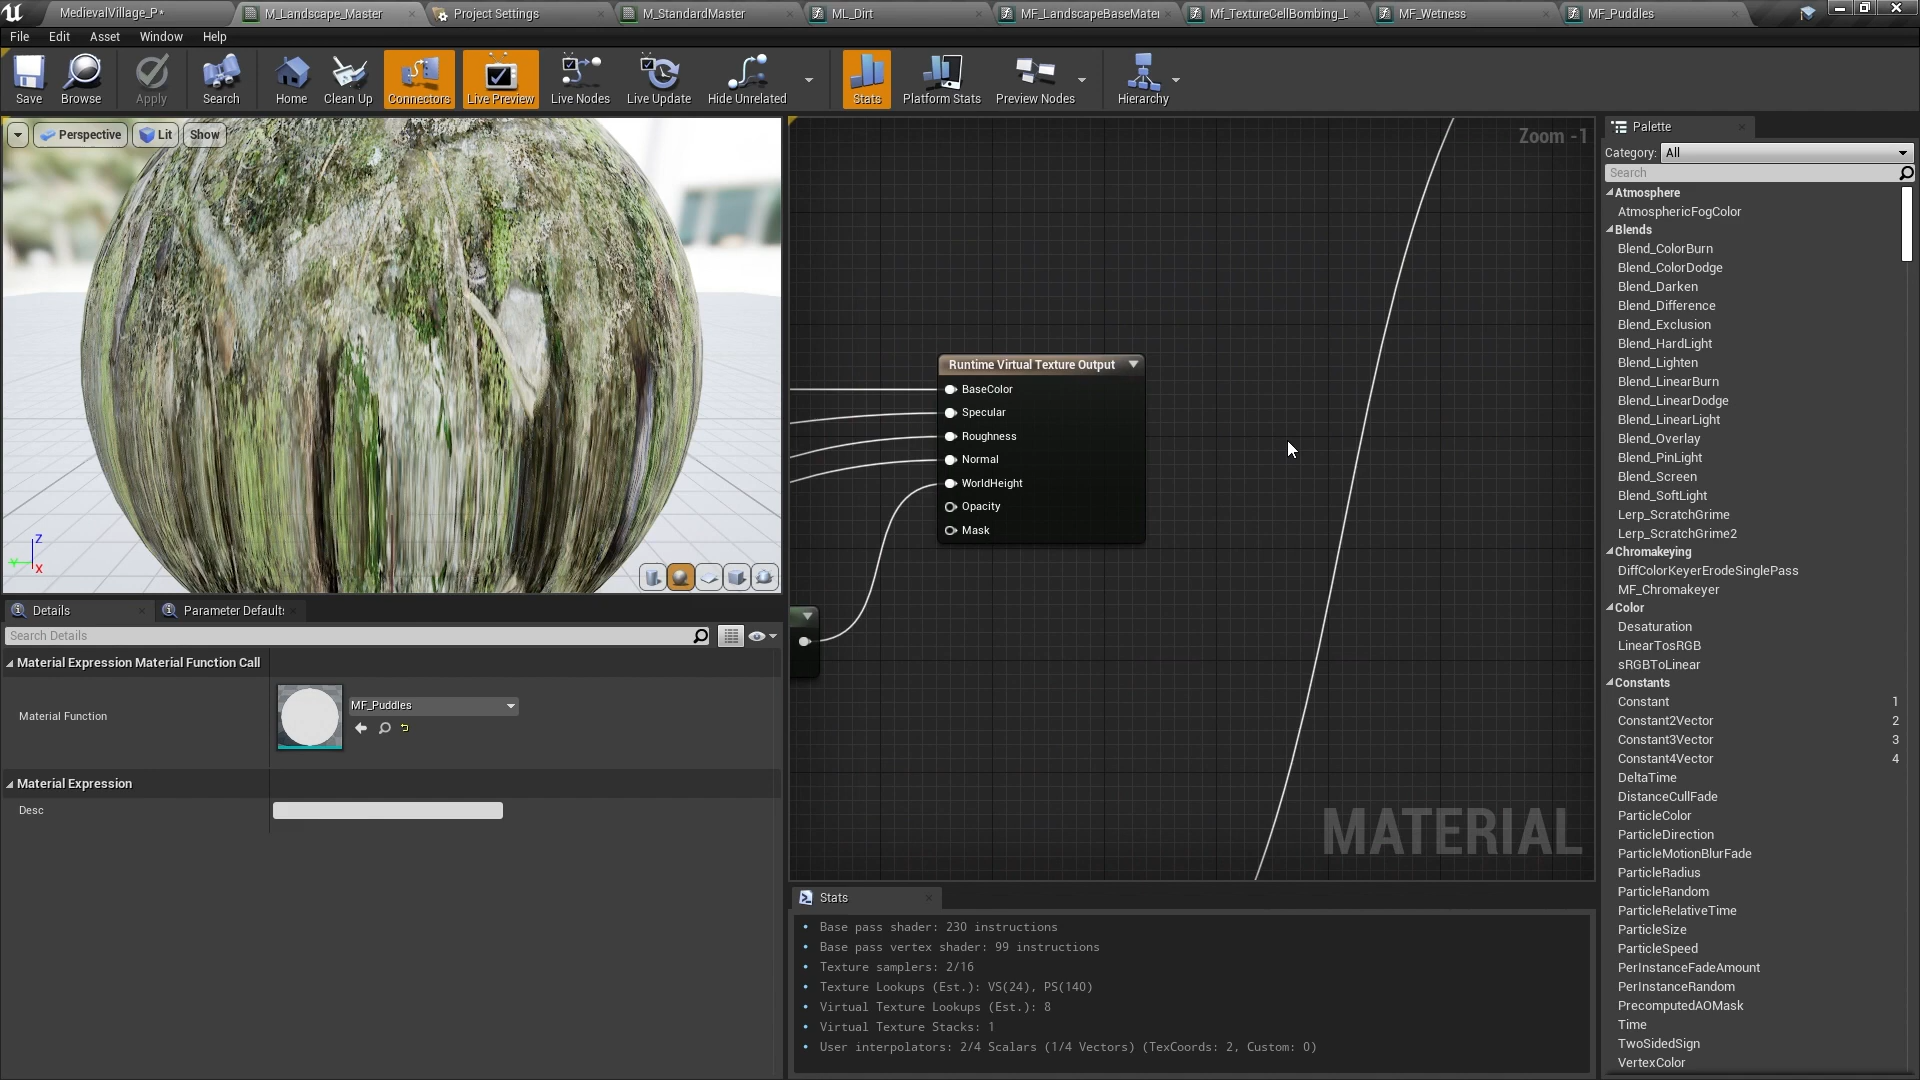 MedievalVillage_P*
M_Landscape_Master
Project Settings
M_StandardMaster
ML_Dirt
MF_LandscapeBaseMater
Mf_TextureCellBombing_L
MF_Wetness
MF_Puddles
File Edit Asset Window Help
Save Browse Apply Search Home Clean Up Connectors Live Preview Live Nodes Live Update Hide Unrelated Stats Platform Stats Preview Nodes Hierarchy
Perspective Lit Show
Z
Y
X
Zoom -1
Runtime Virtual Texture Output
BaseColor
Specular
Roughness
Normal
WorldHeight
Opacity
Mask
MATERIAL
Details
Parameter Defaults
Search Details
Material Expression Material Function Call
Material Function
MF_Puddles
Material Expression
Desc
Stats
• Base pass shader: 230 instructions
• Base pass vertex shader: 99 instructions
• Texture samplers: 2/16
• Texture Lookups (Est.): VS(24), PS(140)
• Virtual Texture Lookups (Est.): 8
• Virtual Texture Stacks: 1
• User interpolators: 2/4 Scalars (1/4 Vectors) (TexCoords: 2, Custom: 0)
Palette
Category: All
Search
Atmosphere
AtmosphericFogColor
Blends
Blend_ColorBurn
Blend_ColorDodge
Blend_Darken
Blend_Difference
Blend_Exclusion
Blend_HardLight
Blend_Lighten
Blend_LinearBurn
Blend_LinearDodge
Blend_LinearLight
Blend_Overlay
Blend_PinLight
Blend_Screen
Blend_SoftLight
Lerp_ScratchGrime
Lerp_ScratchGrime2
Chromakeying
DiffColorKeyerErodeSinglePass
MF_Chromakeyer
Color
Desaturation
LinearTosRGB
sRGBToLinear
Constants
Constant 1
Constant2Vector 2
Constant3Vector 3
Constant4Vector 4
DeltaTime
DistanceCullFade
ParticleColor
ParticleDirection
ParticleMotionBlurFade
ParticleRadius
ParticleRandom
ParticleRelativeTime
ParticleSize
ParticleSpeed
PerInstanceFadeAmount
PerInstanceRandom
PrecomputedAOMask
Time
TwoSidedSign
VertexColor